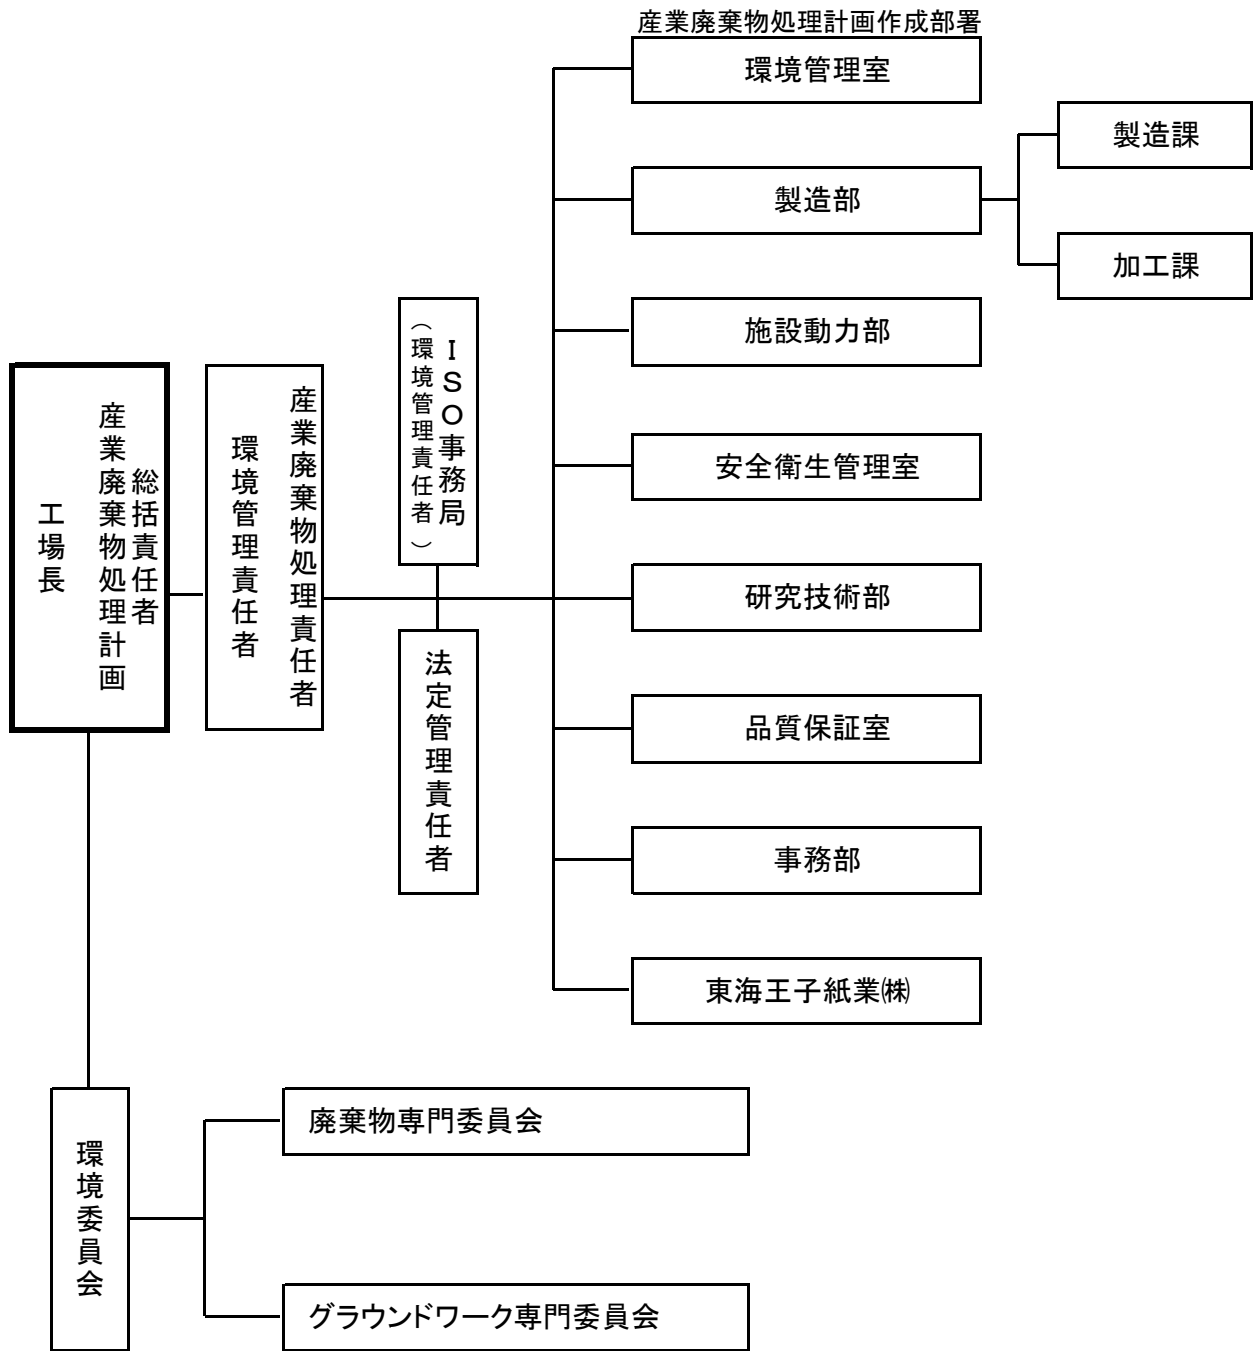 産業廃棄物処理計画作成部署
環境管理室
製造課
製造部
加工課
施設動力部
安全衛生管理室
研究技術部
品質保証室
事務部
東海王子紙業㈱
ISO事務局
（環境管理責任者）
法定管理責任者
産業廃棄物処理責任者
環境管理責任者
総括責任者
産業廃棄物処理計画
工場長
環境委員会
廃棄物専門委員会
グラウンドワーク専門委員会